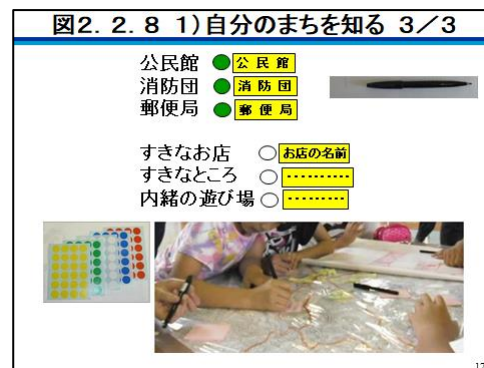 図2.2.8 1)自分のまちを知る 3/3
公民館 公民館
消防団 消防団
郵便局 郵便局
すきなお店 お店の名前
すきなところ ・・・・・・・・・
内緒の遊び場 ・・・・・・・・
17